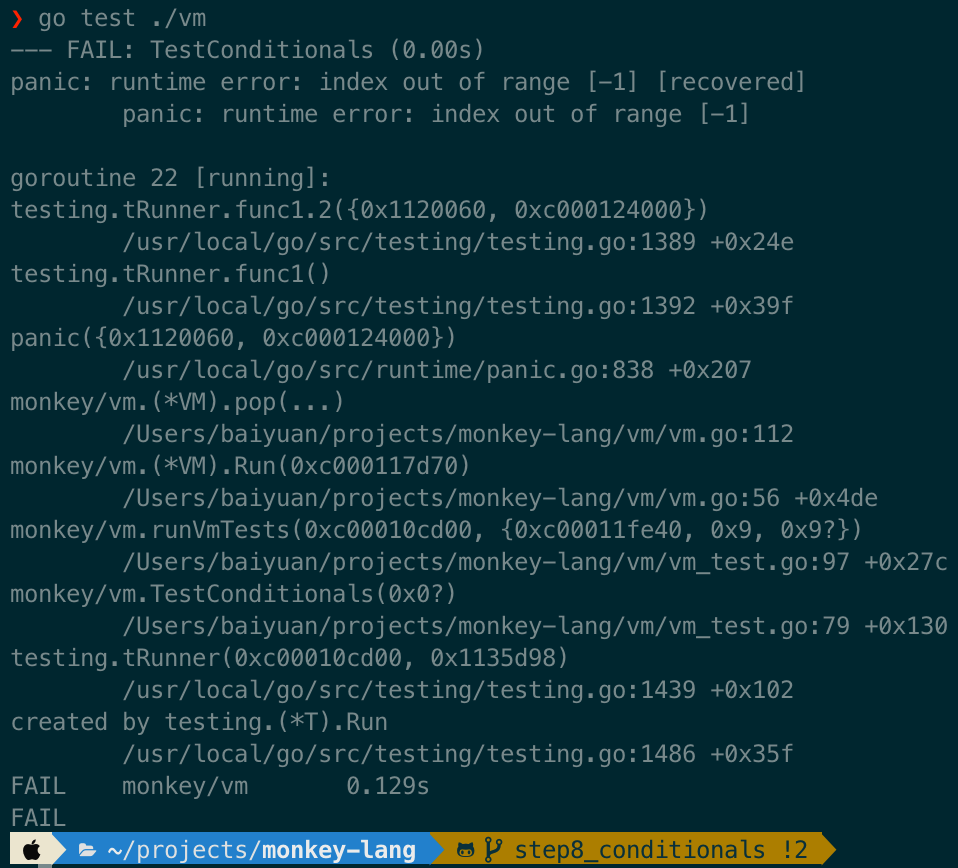 ❯ go test ./vm
--- FAIL: TestConditionals (0.00s)
panic: runtime error: index out of range [-1] [recovered]
        panic: runtime error: index out of range [-1]

goroutine 22 [running]:
testing.tRunner.func1.2({0x1120060, 0xc000124000})
        /usr/local/go/src/testing/testing.go:1389 +0x24e
testing.tRunner.func1()
        /usr/local/go/src/testing/testing.go:1392 +0x39f
panic({0x1120060, 0xc000124000})
        /usr/local/go/src/runtime/panic.go:838 +0x207
monkey/vm.(*VM).pop(...)
        /Users/baiyuan/projects/monkey-lang/vm/vm.go:112
monkey/vm.(*VM).Run(0xc000117d70)
        /Users/baiyuan/projects/monkey-lang/vm/vm.go:56 +0x4de
monkey/vm.runVmTests(0xc00010cd00, {0xc00011fe40, 0x9, 0x9?})
        /Users/baiyuan/projects/monkey-lang/vm/vm_test.go:97 +0x27c
monkey/vm.TestConditionals(0x0?)
        /Users/baiyuan/projects/monkey-lang/vm/vm_test.go:79 +0x130
testing.tRunner(0xc00010cd00, 0x1135d98)
        /usr/local/go/src/testing/testing.go:1439 +0x102
created by testing.(*T).Run
        /usr/local/go/src/testing/testing.go:1486 +0x35f
FAIL    monkey/vm       0.129s
FAIL
~/projects/monkey-lang step8_conditionals !2